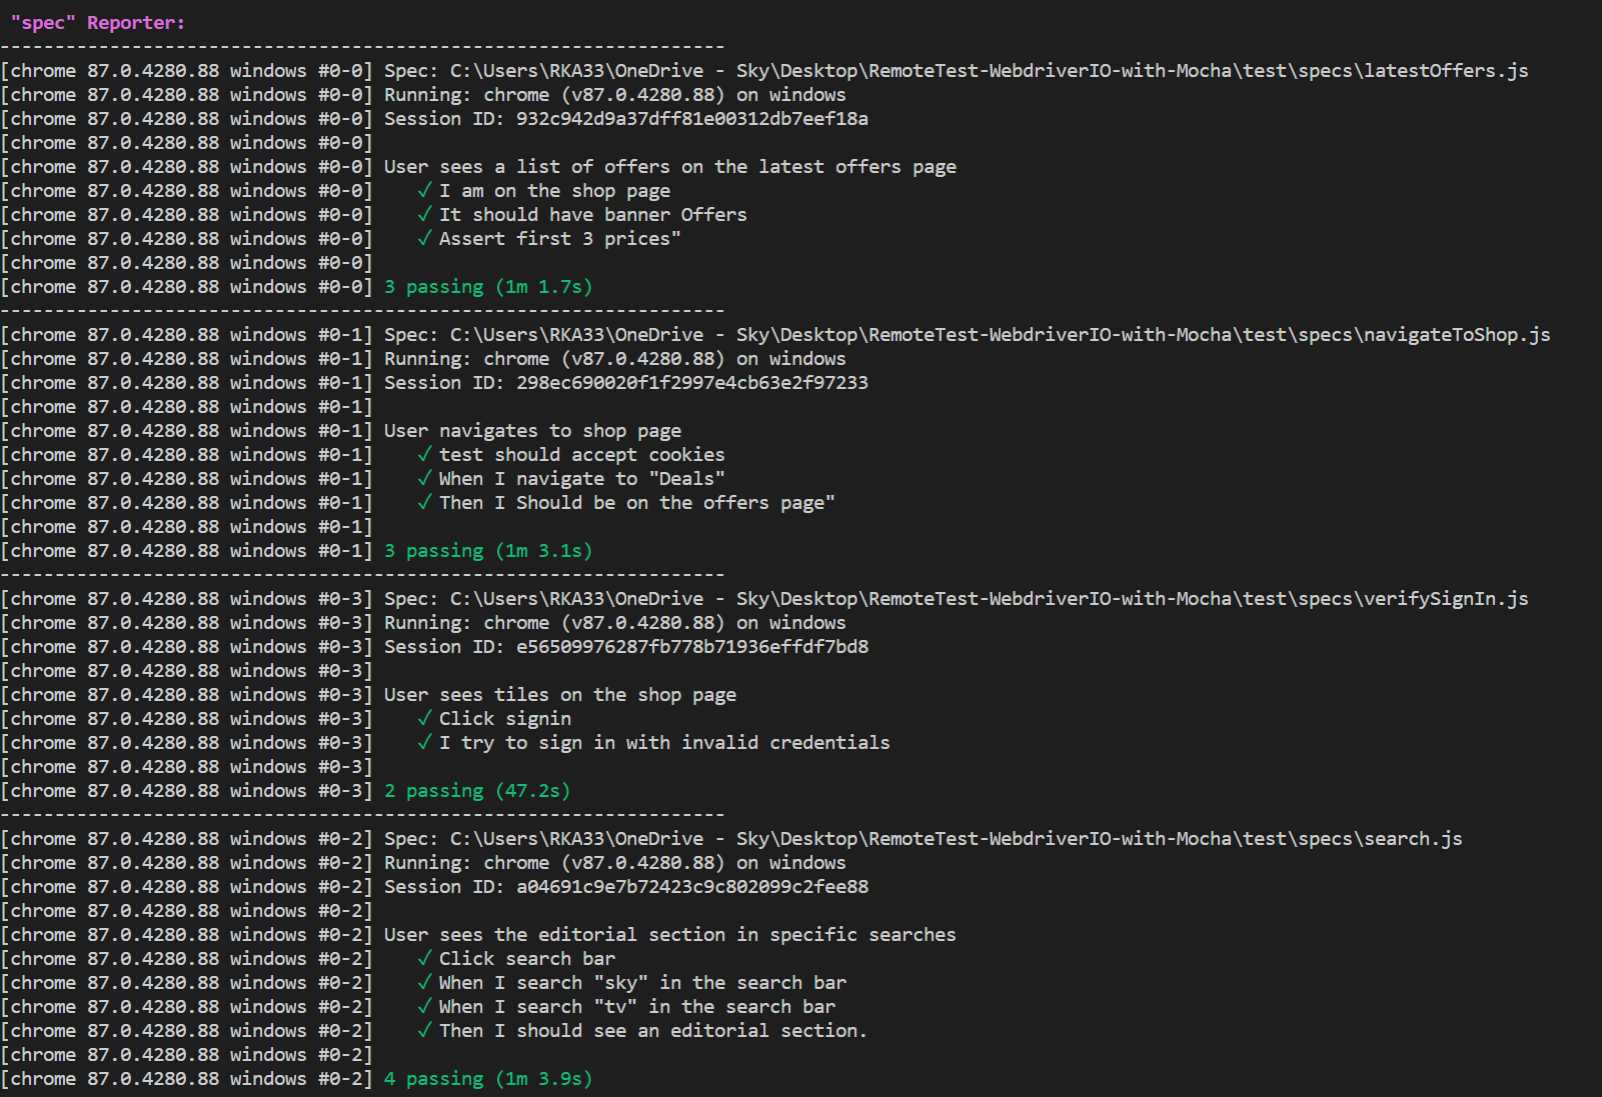 "spec" Reporter:
------------------------------------------------------------------
[chrome 87.0.4280.88 windows #0-0] Spec: C:\Users\RKA33\OneDrive - Sky\Desktop\RemoteTest-WebdriverIO-with-Mocha\test\specs\latestOffers.js
[chrome 87.0.4280.88 windows #0-0] Running: chrome (v87.0.4280.88) on windows
[chrome 87.0.4280.88 windows #0-0] Session ID: 932c942d9a37dff81e00312db7eef18a
[chrome 87.0.4280.88 windows #0-0]
[chrome 87.0.4280.88 windows #0-0] User sees a list of offers on the latest offers page
[chrome 87.0.4280.88 windows #0-0]    ✓ I am on the shop page
[chrome 87.0.4280.88 windows #0-0]    ✓ It should have banner Offers
[chrome 87.0.4280.88 windows #0-0]    ✓ Assert first 3 prices"
[chrome 87.0.4280.88 windows #0-0]
[chrome 87.0.4280.88 windows #0-0] 3 passing (1m 1.7s)
------------------------------------------------------------------
[chrome 87.0.4280.88 windows #0-1] Spec: C:\Users\RKA33\OneDrive - Sky\Desktop\RemoteTest-WebdriverIO-with-Mocha\test\specs\navigateToShop.js
[chrome 87.0.4280.88 windows #0-1] Running: chrome (v87.0.4280.88) on windows
[chrome 87.0.4280.88 windows #0-1] Session ID: 298ec690020f1f2997e4cb63e2f97233
[chrome 87.0.4280.88 windows #0-1]
[chrome 87.0.4280.88 windows #0-1] User navigates to shop page
[chrome 87.0.4280.88 windows #0-1]    ✓ test should accept cookies
[chrome 87.0.4280.88 windows #0-1]    ✓ When I navigate to "Deals"
[chrome 87.0.4280.88 windows #0-1]    ✓ Then I Should be on the offers page"
[chrome 87.0.4280.88 windows #0-1]
[chrome 87.0.4280.88 windows #0-1] 3 passing (1m 3.1s)
------------------------------------------------------------------
[chrome 87.0.4280.88 windows #0-3] Spec: C:\Users\RKA33\OneDrive - Sky\Desktop\RemoteTest-WebdriverIO-with-Mocha\test\specs\verifySignIn.js
[chrome 87.0.4280.88 windows #0-3] Running: chrome (v87.0.4280.88) on windows
[chrome 87.0.4280.88 windows #0-3] Session ID: e56509976287fb778b71936effdf7bd8
[chrome 87.0.4280.88 windows #0-3]
[chrome 87.0.4280.88 windows #0-3] User sees tiles on the shop page
[chrome 87.0.4280.88 windows #0-3]    ✓ Click signin
[chrome 87.0.4280.88 windows #0-3]    ✓ I try to sign in with invalid credentials
[chrome 87.0.4280.88 windows #0-3]
[chrome 87.0.4280.88 windows #0-3] 2 passing (47.2s)
------------------------------------------------------------------
[chrome 87.0.4280.88 windows #0-2] Spec: C:\Users\RKA33\OneDrive - Sky\Desktop\RemoteTest-WebdriverIO-with-Mocha\test\specs\search.js
[chrome 87.0.4280.88 windows #0-2] Running: chrome (v87.0.4280.88) on windows
[chrome 87.0.4280.88 windows #0-2] Session ID: a04691c9e7b72423c9c802099c2fee88
[chrome 87.0.4280.88 windows #0-2]
[chrome 87.0.4280.88 windows #0-2] User sees the editorial section in specific searches
[chrome 87.0.4280.88 windows #0-2]    ✓ Click search bar
[chrome 87.0.4280.88 windows #0-2]    ✓ When I search "sky" in the search bar
[chrome 87.0.4280.88 windows #0-2]    ✓ When I search "tv" in the search bar
[chrome 87.0.4280.88 windows #0-2]    ✓ Then I should see an editorial section.
[chrome 87.0.4280.88 windows #0-2]
[chrome 87.0.4280.88 windows #0-2] 4 passing (1m 3.9s)